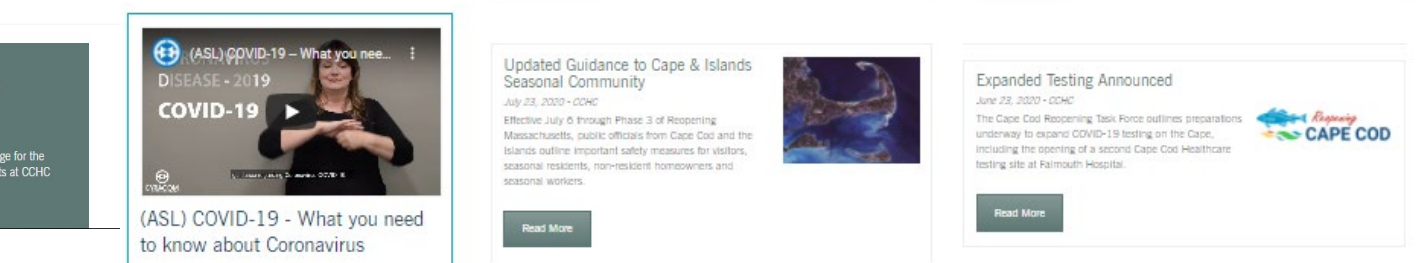 ge for the
ts at CCHC
(ASL) COVID-19 – What you nee...
DISEASE - 2019
COVID-19
CYRACOM
(ASL) COVID-19 - What you need
to know about Coronavirus
Updated Guidance to Cape & Islands
Seasonal Community
July 23, 2020 - CCHC
Effective July 6 through Phase 3 of Reopening
Massachusetts, public officials from Cape Cod and the
Islands outline important safety measures for visitors,
seasonal residents, non-resident homeowners and
seasonal workers.
Read More
Expanded Testing Announced
June 23, 2020 - CCHC
The Cape Cod Reopening Task Force outlines preparations
underway to expand COVID-19 testing on the Cape,
including the opening of a second Cape Cod Healthcare
testing site at Falmouth Hospital.
Reopening
CAPE COD
Read More